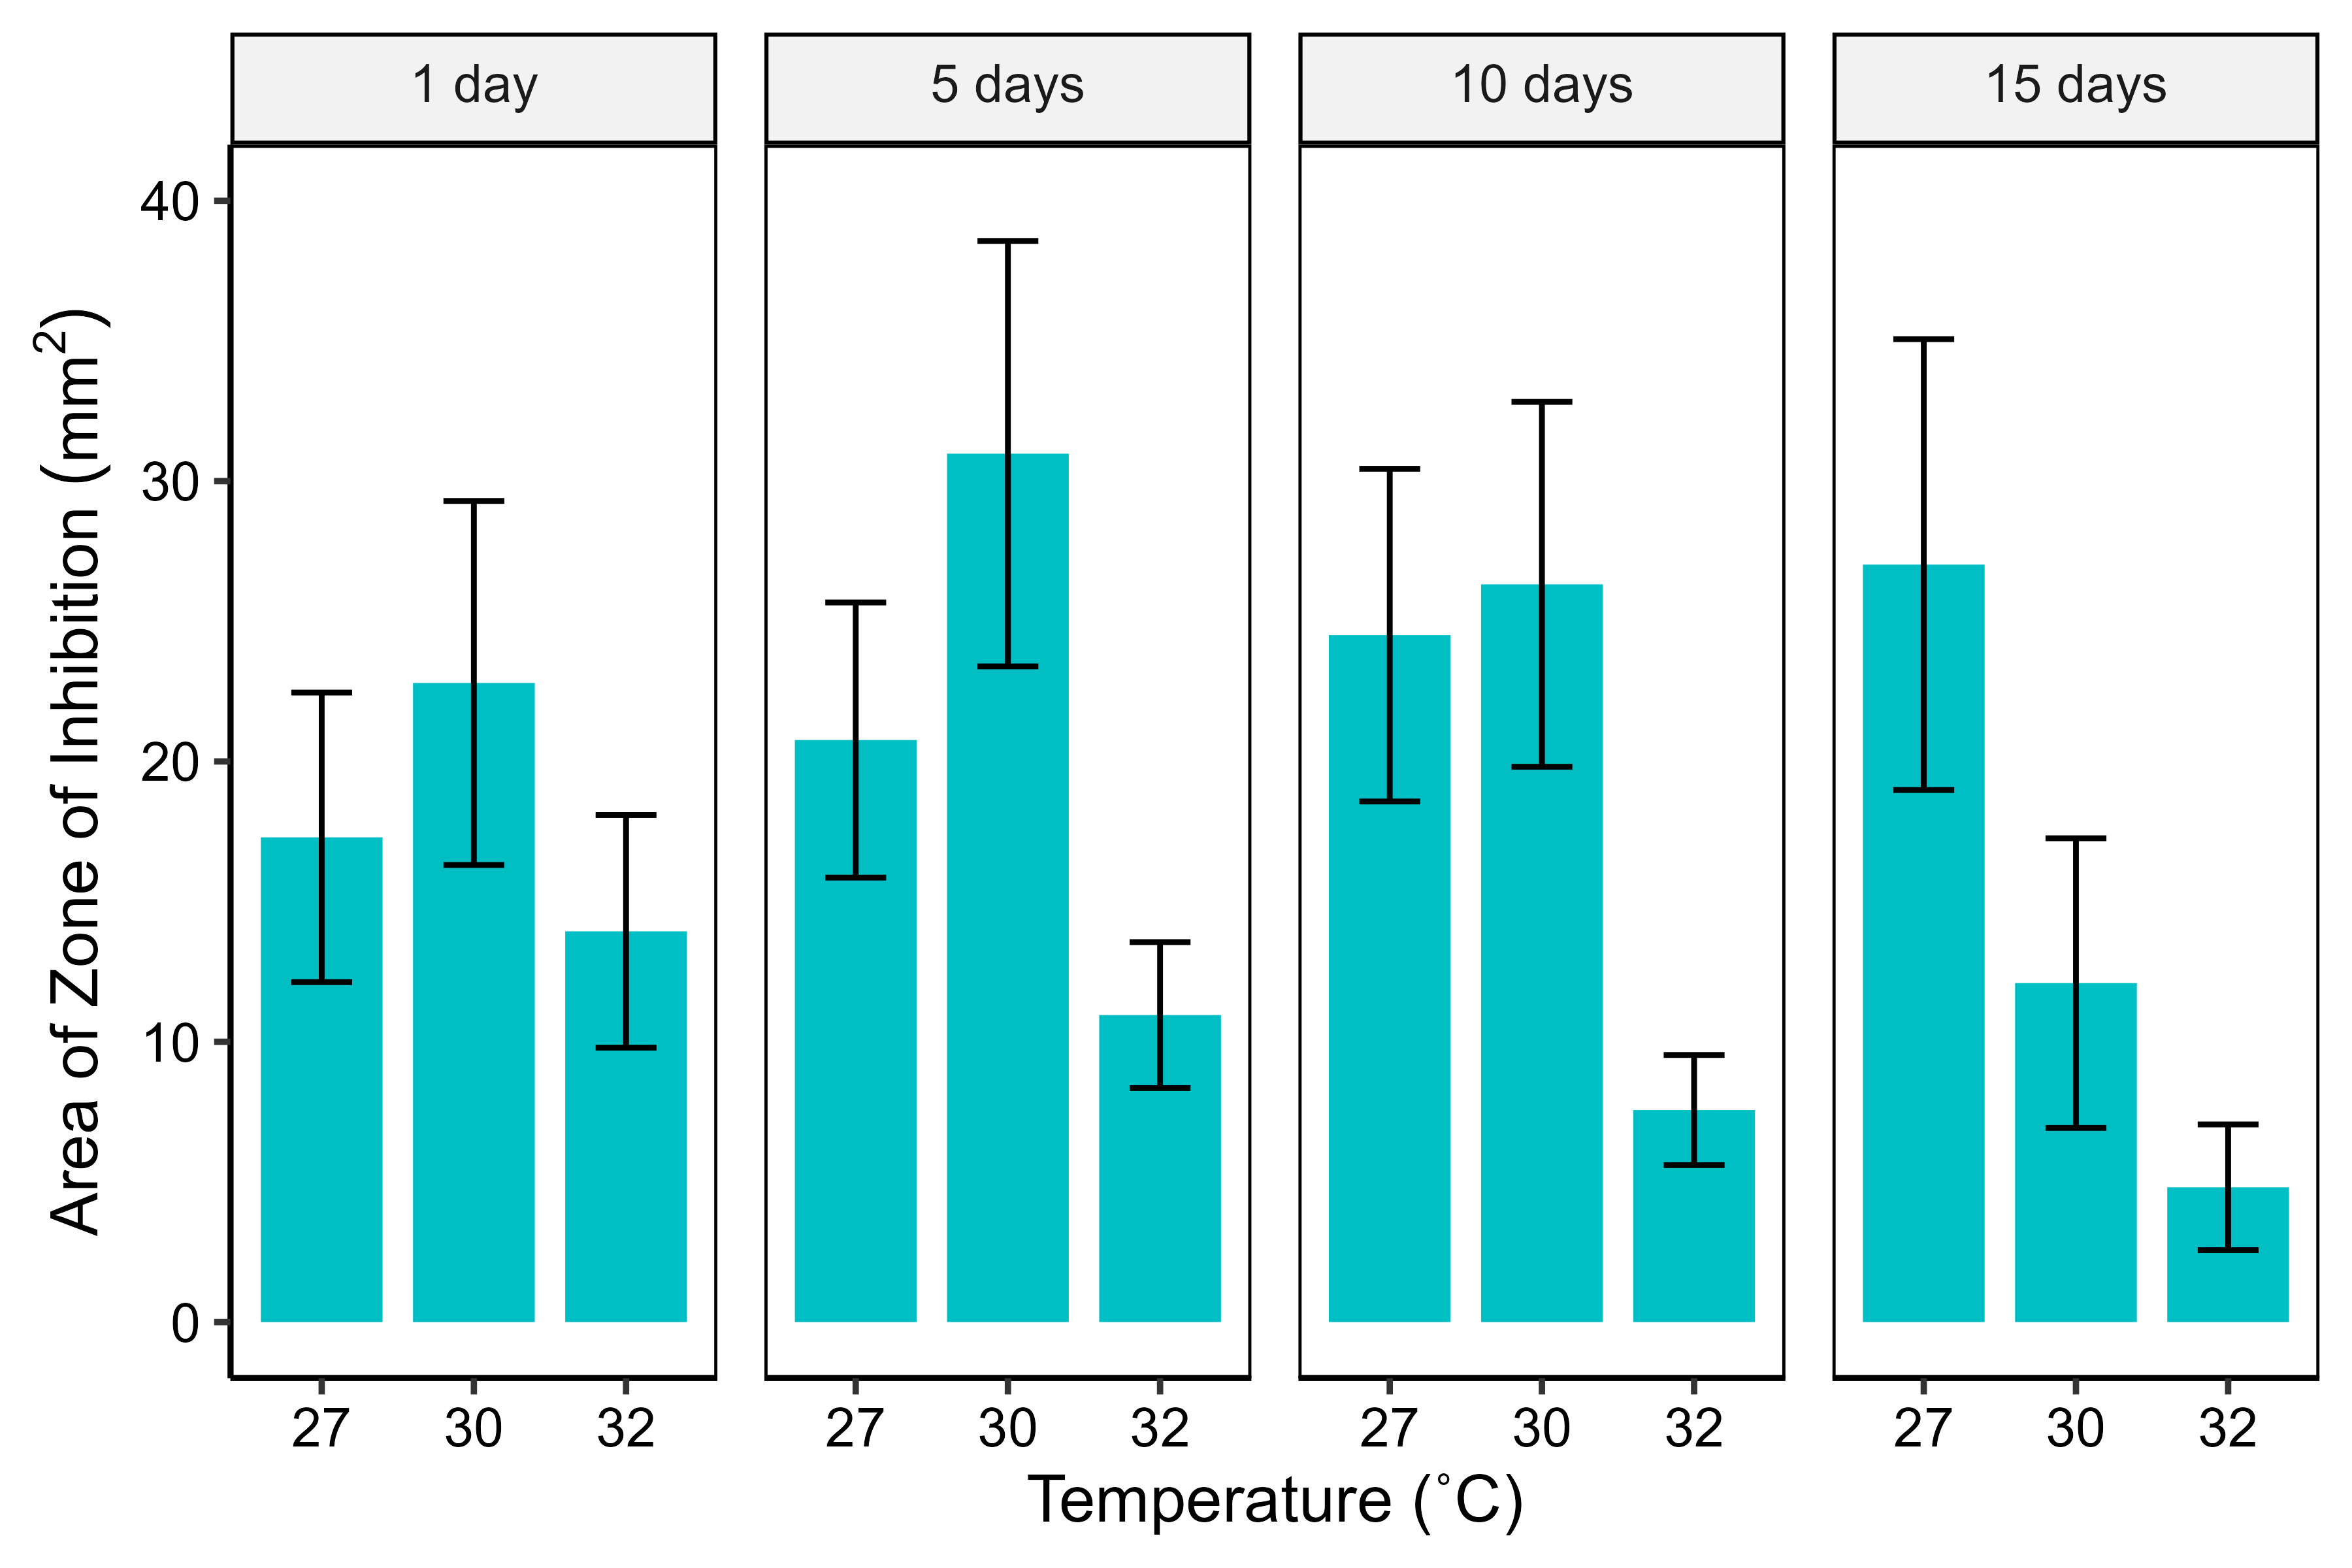 1 day
5 days
10 days
15 days
Area of Zone of Inhibition (mm²)
40
30
20
10
0
27 30 32
27 30 32
27 30 32
27 30 32
Temperature (˚C)